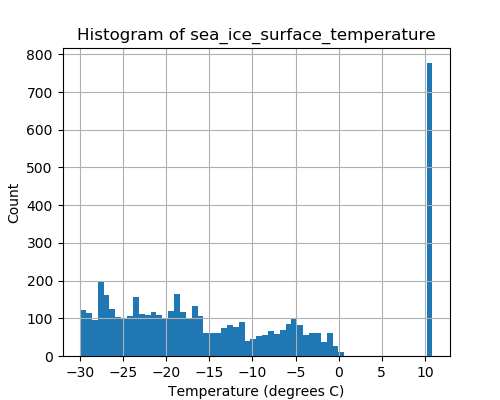 Histogram of sea_ice_surface_temperature
800
700
600
500
400
300
200
100
0
Count
−30 −25 −20 −15 −10 −5 0 5 10
Temperature (degrees C)